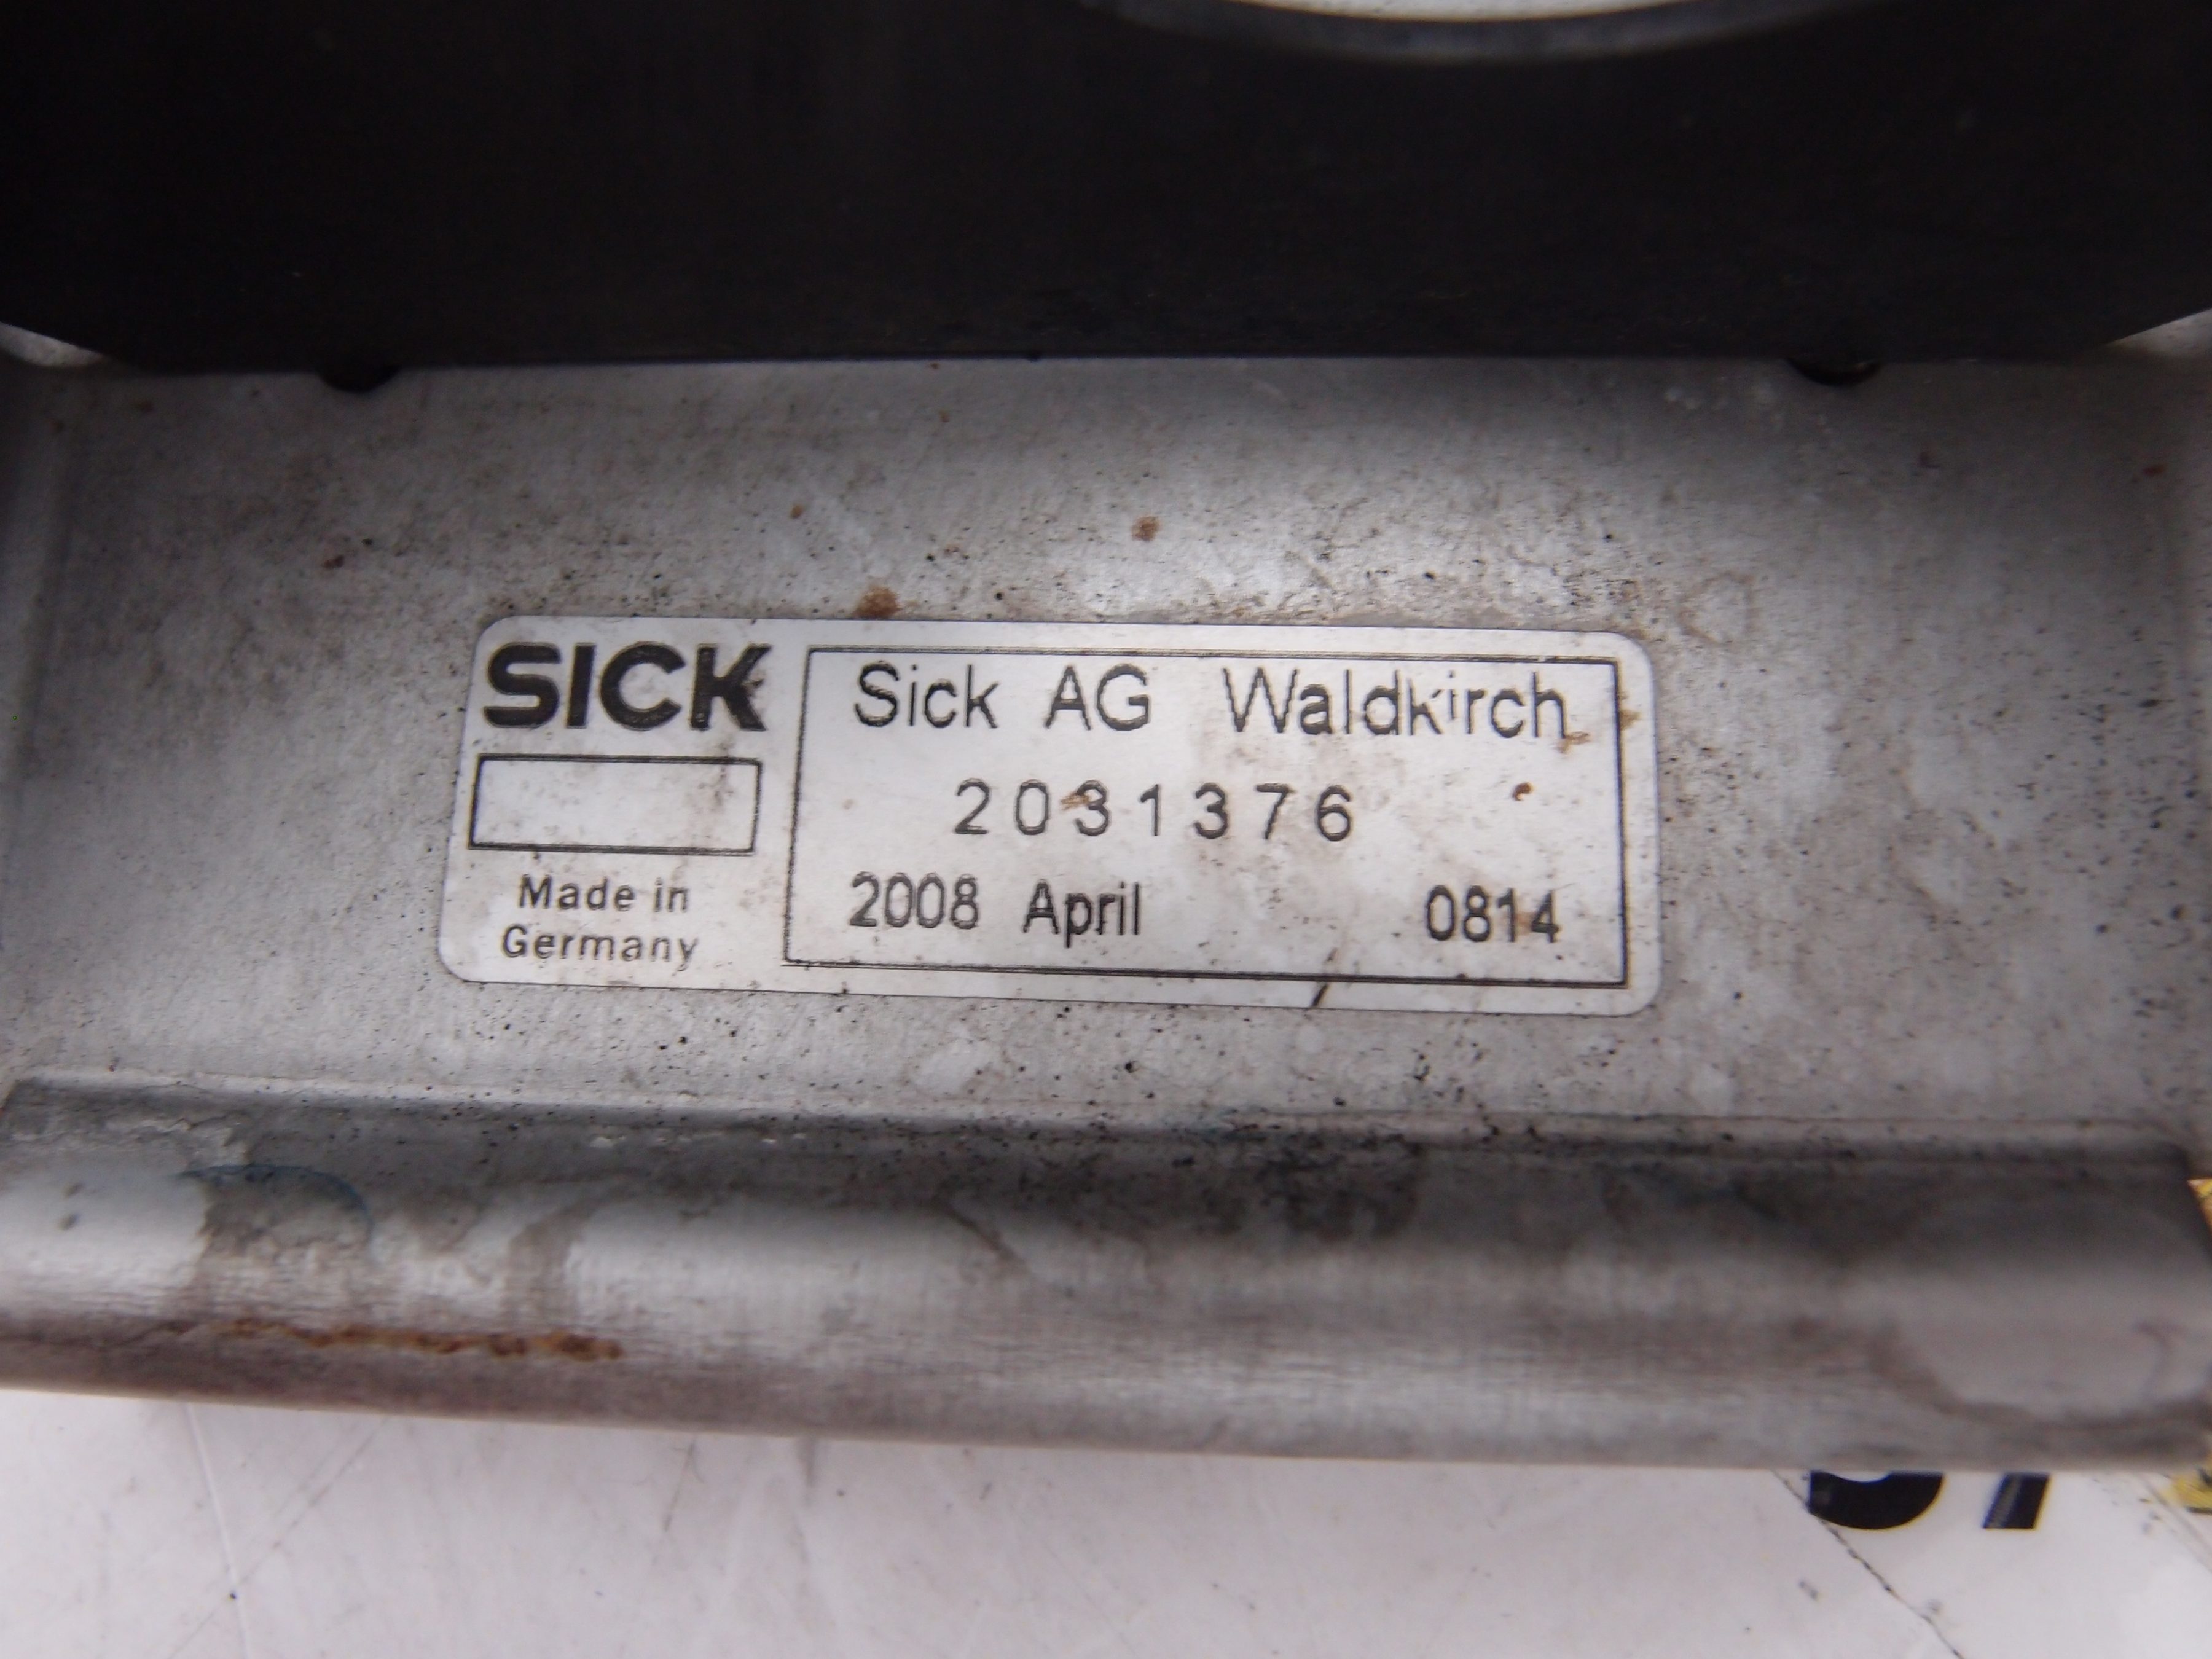 SICK
Made in
Germany
Sick AG Waldkirch
2031376
2008 April 0814